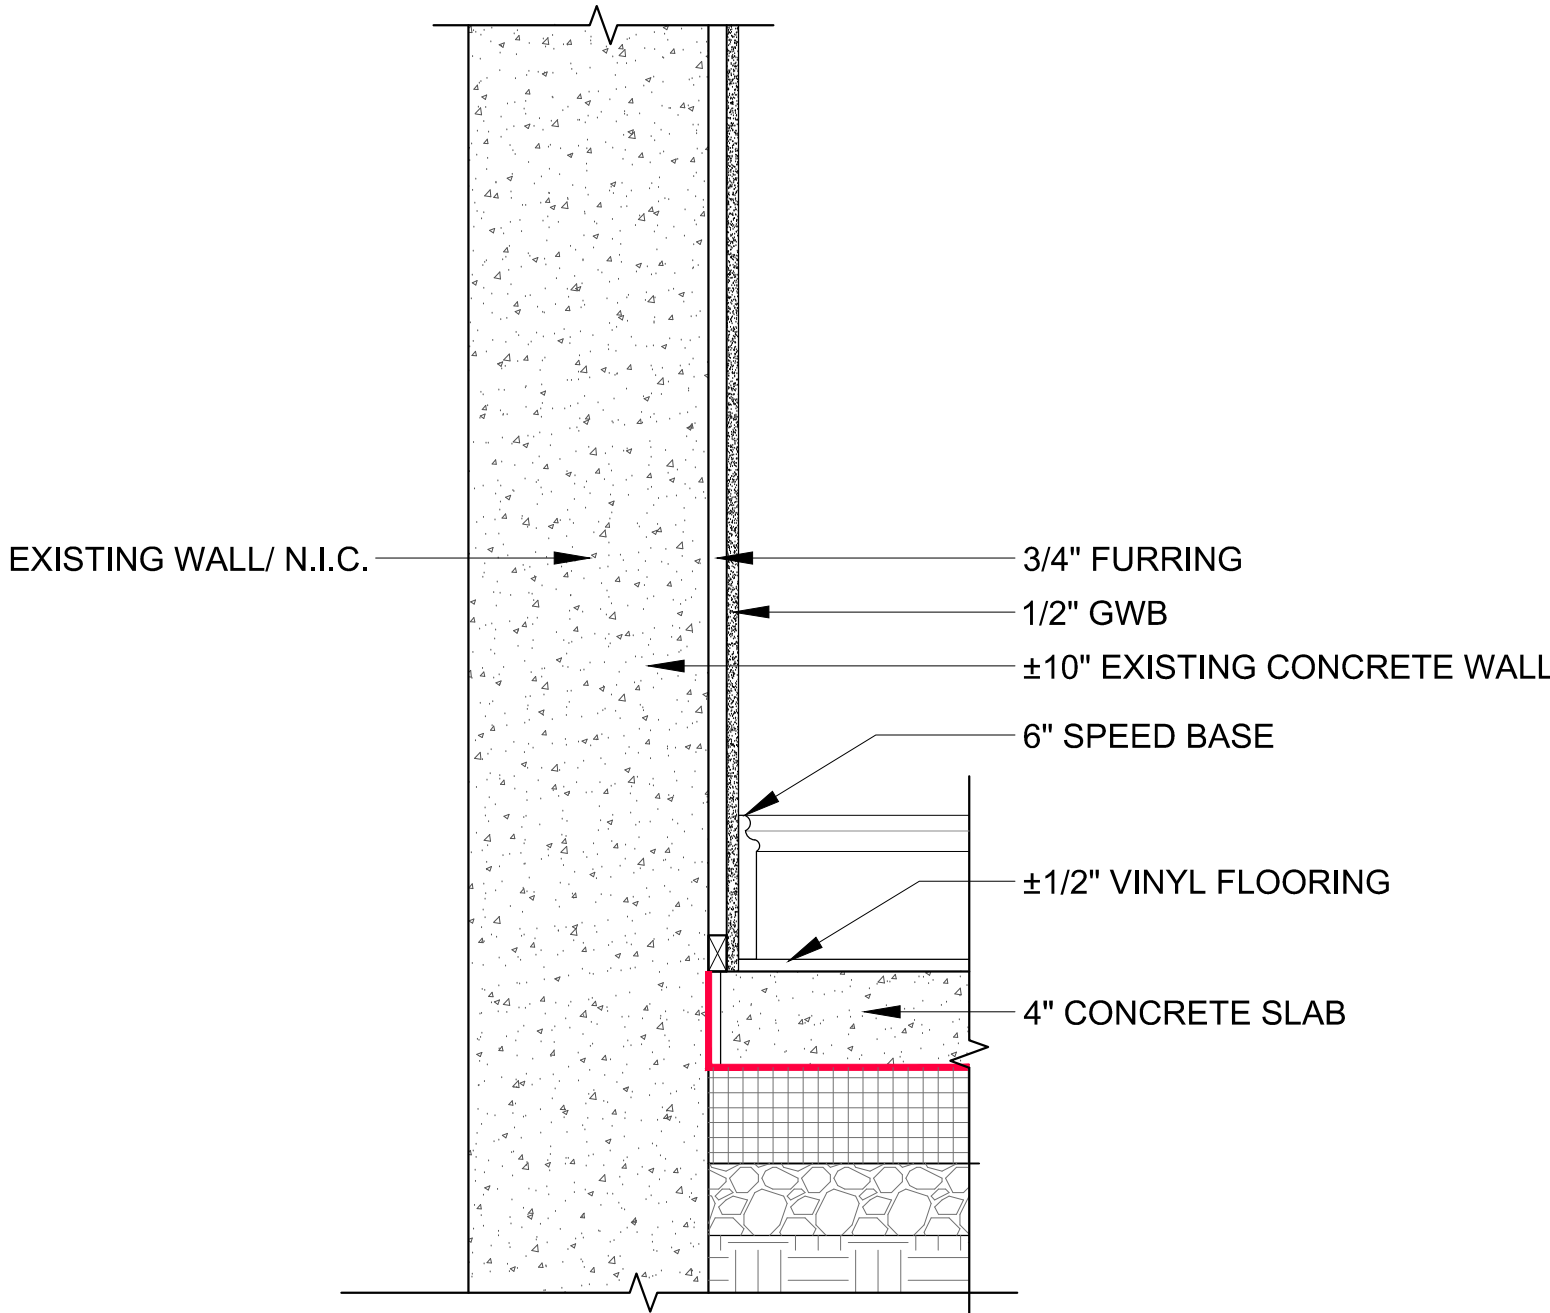 EXISTING WALL/ N.I.C.
3/4" FURRING
1/2" GWB
±10" EXISTING CONCRETE WALL
6" SPEED BASE
±1/2" VINYL FLOORING
4" CONCRETE SLAB